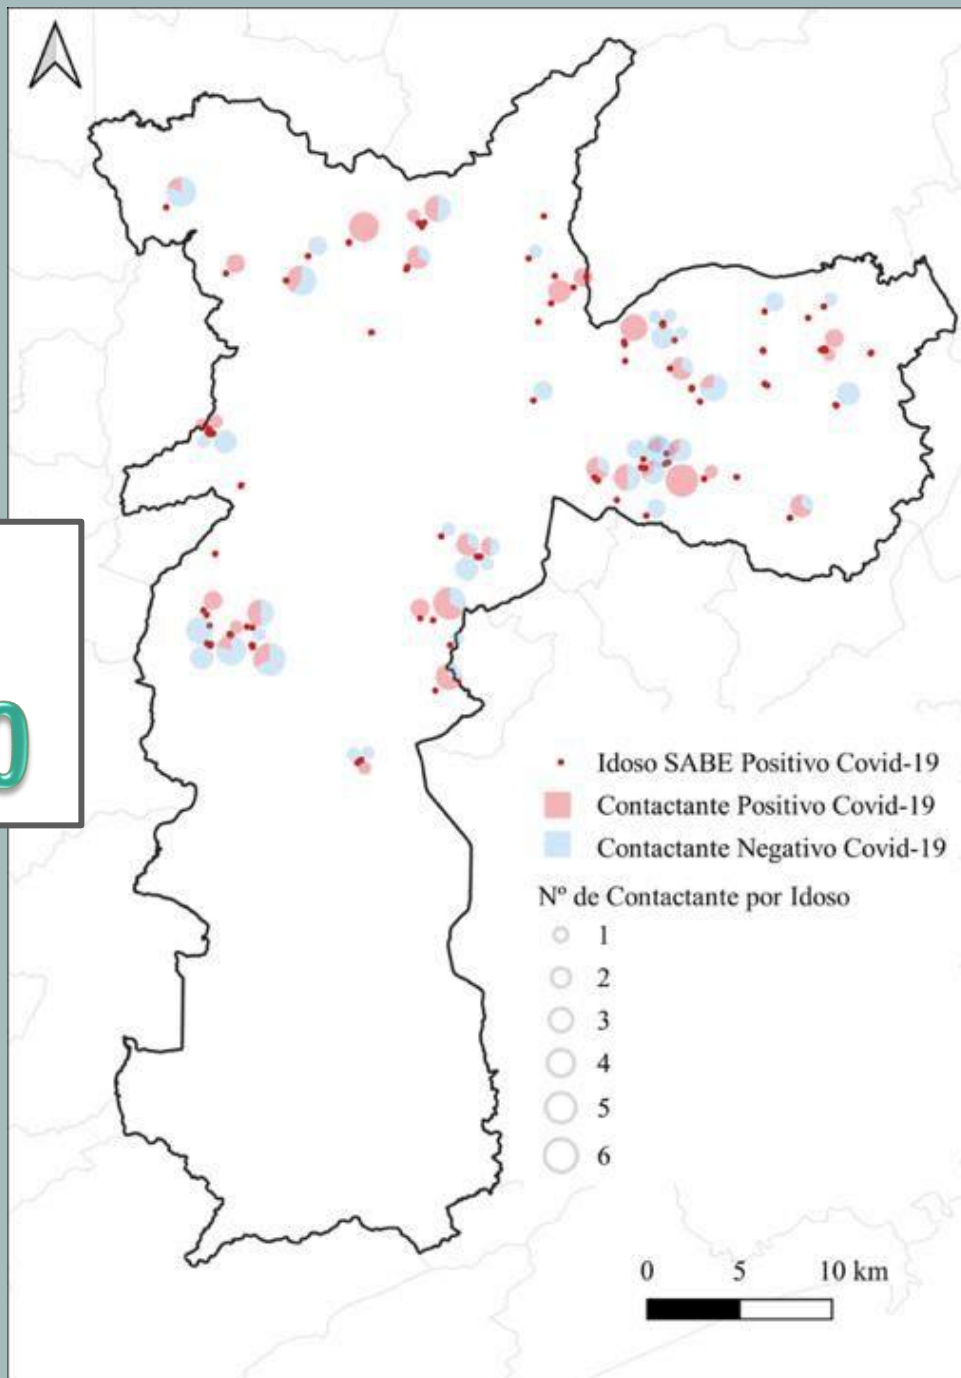 0
Idoso SABE Positivo Covid-19
Contactante Positivo Covid-19
Contactante Negativo Covid-19
Nº de Contactante por Idoso
1
2
3
4
5
6
0 5 10 km